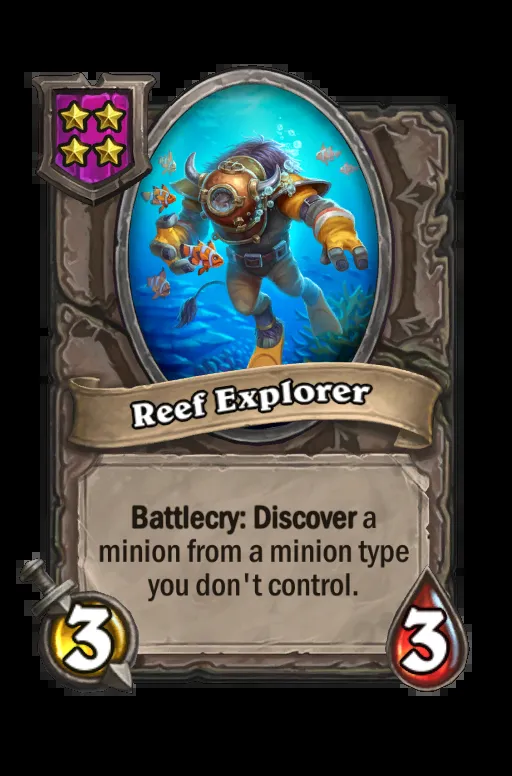 Reef Explorer
Battlecry: Discover a
minion from a minion type
you don't control.
3
3